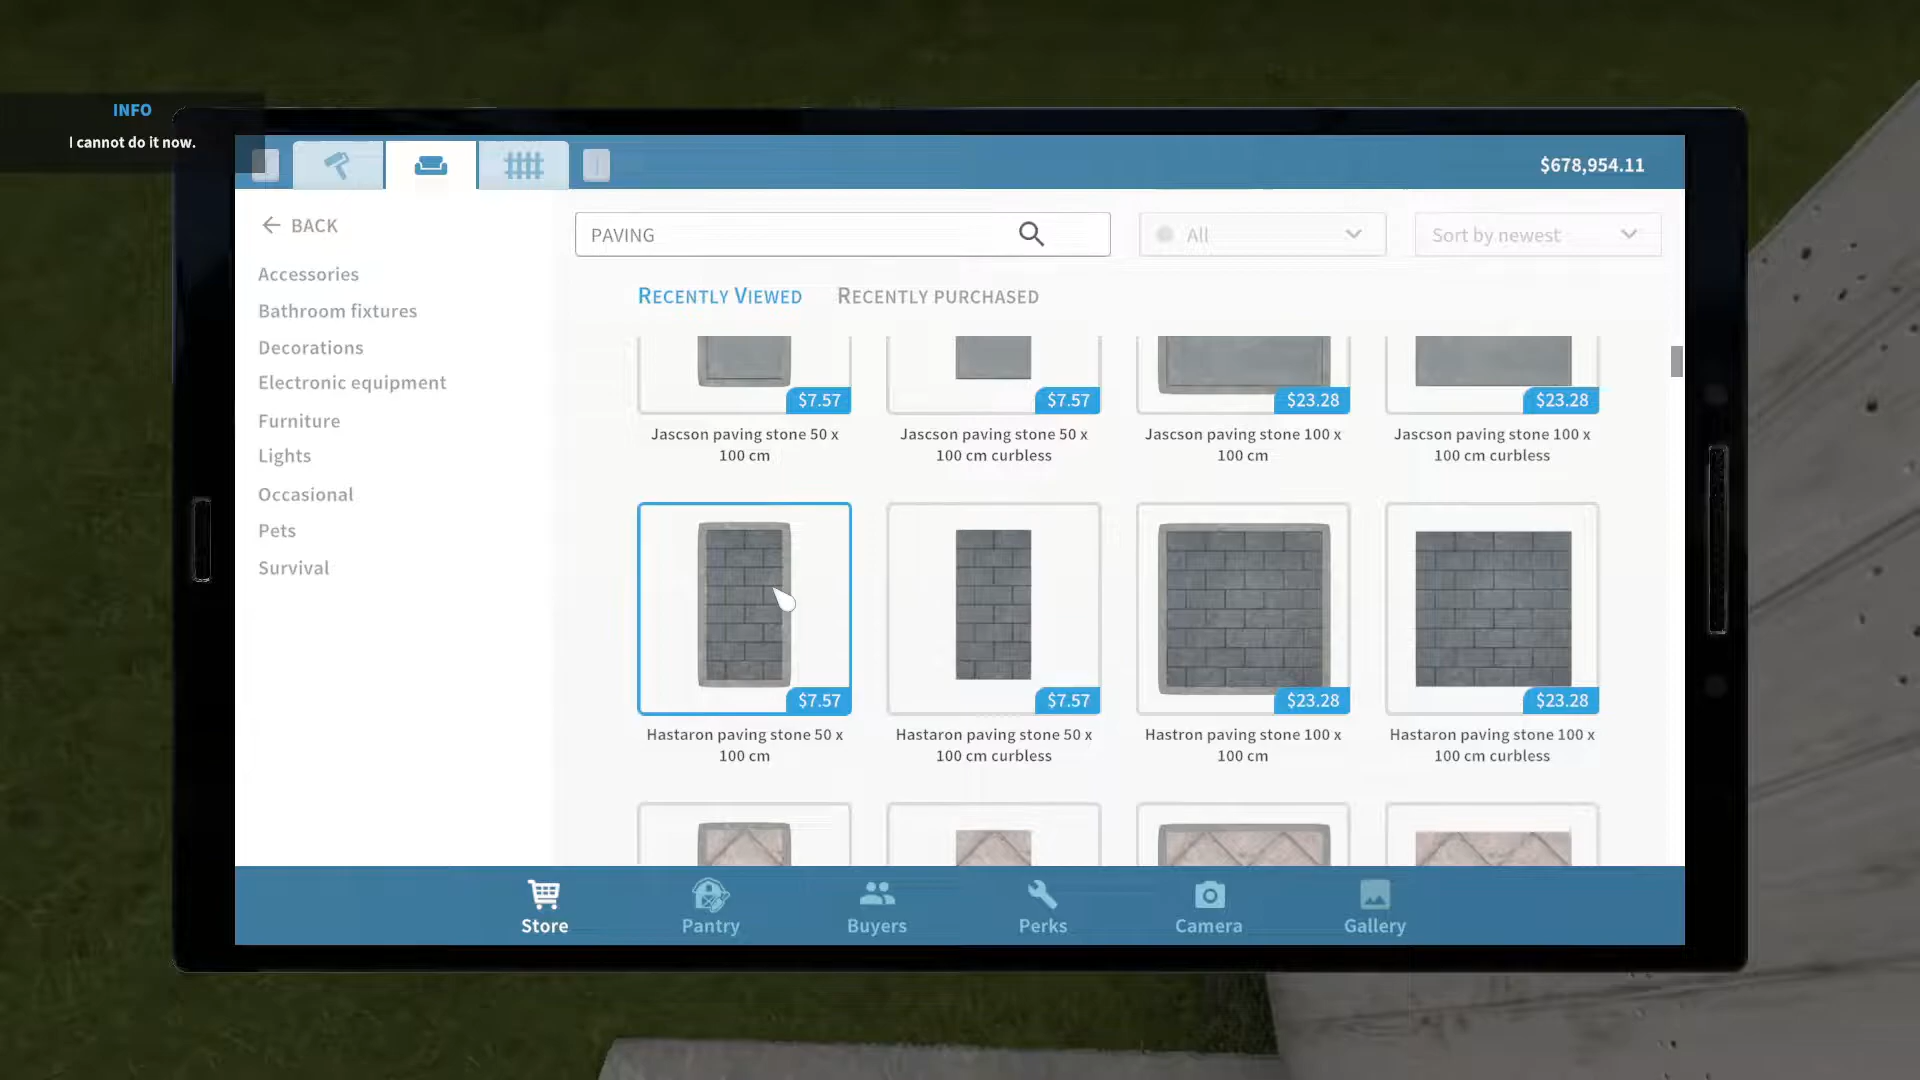 INFO
I cannot do it now.
$678,954.11
BACK
PAVING
All
Sort by newest
Accessories
Bathroom fixtures
Decorations
Electronic equipment
Furniture
Lights
Occasional
Pets
Survival
RECENTLY VIEWED
RECENTLY PURCHASED
$7.57
$7.57
$23.28
$23.28
Jascson paving stone 50 x
100 cm
Jascson paving stone 50 x
100 cm curbless
Jascson paving stone 100 x
100 cm
Jascson paving stone 100 x
100 cm curbless
$7.57
$7.57
$23.28
$23.28
Hastaron paving stone 50 x
100 cm
Hastaron paving stone 50 x
100 cm curbless
Hastron paving stone 100 x
100 cm
Hastaron paving stone 100 x
100 cm curbless
Store
Pantry
Buyers
Perks
Camera
Gallery